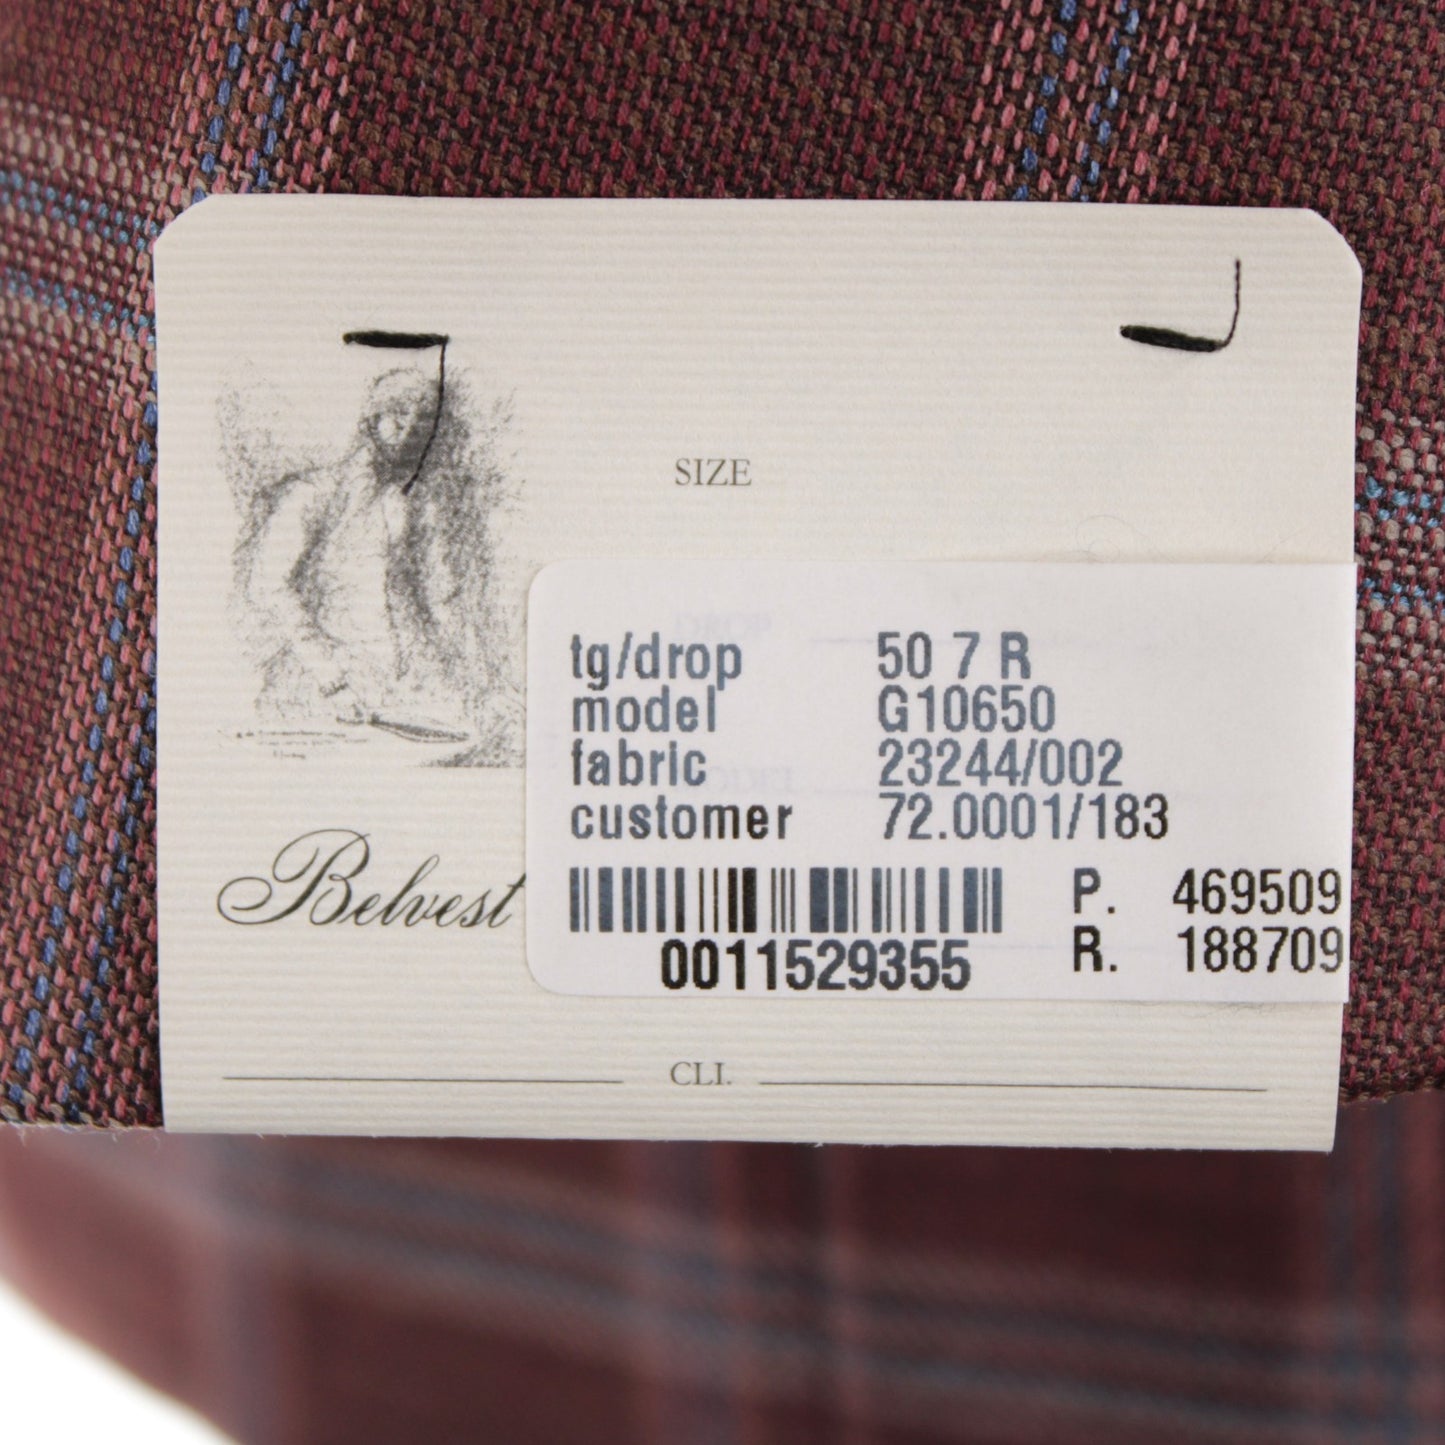 SIZE
tg/drop 50 7 R
model G10650
fabric 23244/002
customer 72.0001/183
Belvest
P. 469509
0011529355 R. 188709
CLI.